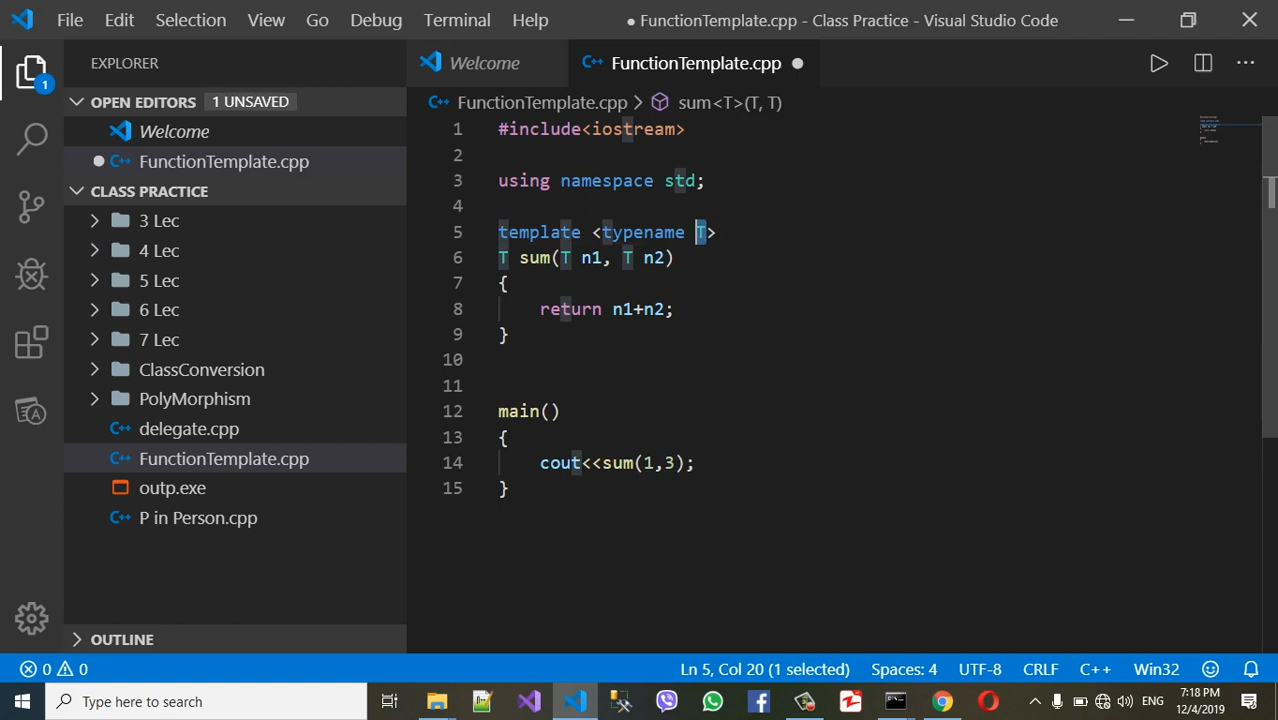 File Edit Selection View Go Debug Terminal Help ● FunctionTemplate.cpp - Class Practice - Visual Studio Code
EXPLORER
OPEN EDITORS 1 UNSAVED
Welcome
FunctionTemplate.cpp
CLASS PRACTICE
3 Lec
4 Lec
5 Lec
6 Lec
7 Lec
ClassConversion
PolyMorphism
delegate.cpp
FunctionTemplate.cpp
outp.exe
P in Person.cpp
OUTLINE
1
Welcome FunctionTemplate.cpp
FunctionTemplate.cpp > sum<T>(T, T)
1 #include<iostream>
2
3 using namespace std;
4
5 template <typename T>
6 T sum(T n1, T n2)
7 {
8 return n1+n2;
9 }
10
11
12 main()
13 {
14 cout<<sum(1,3);
15 }
0 0 Ln 5, Col 20 (1 selected) Spaces: 4 UTF-8 CRLF C++ Win32
Type here to search ENG 7:18 PM
12/4/2019